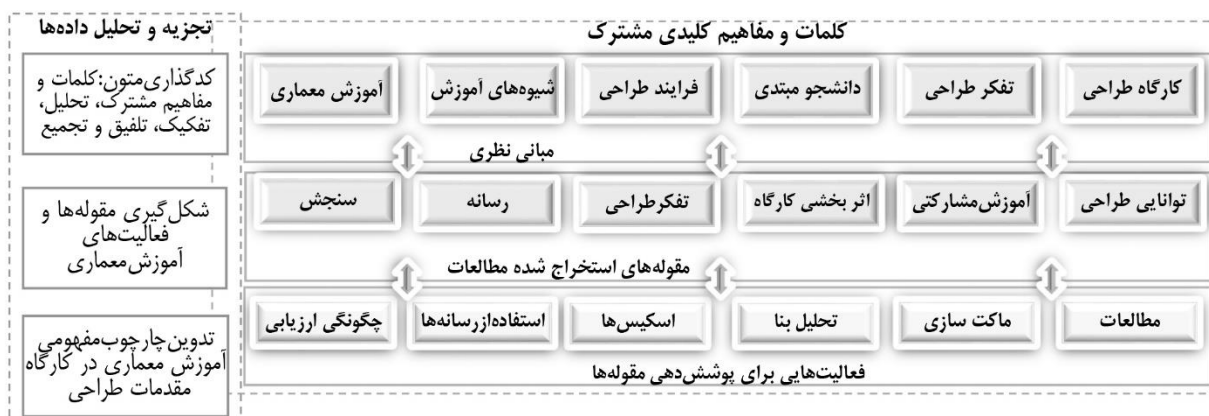 کلمات و مفاهیم کلیدی مشترک
کارگاه طراحی
تفکر طراحی
دانشجو مبتدی
فرایند طراحی
شیوه‌های آموزش
آموزش معماری
مبانی نظری
توانایی طراحی
آموزش‌مشارکتی
اثر بخشی کارگاه
تفکرطراحی
رسانه
سنجش
مقوله‌های استخراج شده مطالعات
مطالعات
ماکت سازی
تحلیل بنا
اسکیس‌ها
استفاده‌ازرسانه‌ها
چگونگی ارزیابی
فعالیت‌هایی برای پوشش‌دهی مقوله‌ها
تجزیه و تحلیل داده‌ها
کدگذاری‌متون:کلمات و
مفاهیم مشترک، تحلیل،
تفکیک، تلفیق و تجمیع
شکل‌گیری مقوله‌ها و
فعالیت‌های
آموزش‌معماری
تدوین‌چارچوب‌مفهومی
آموزش معماری در کارگاه
مقدمات طراحی